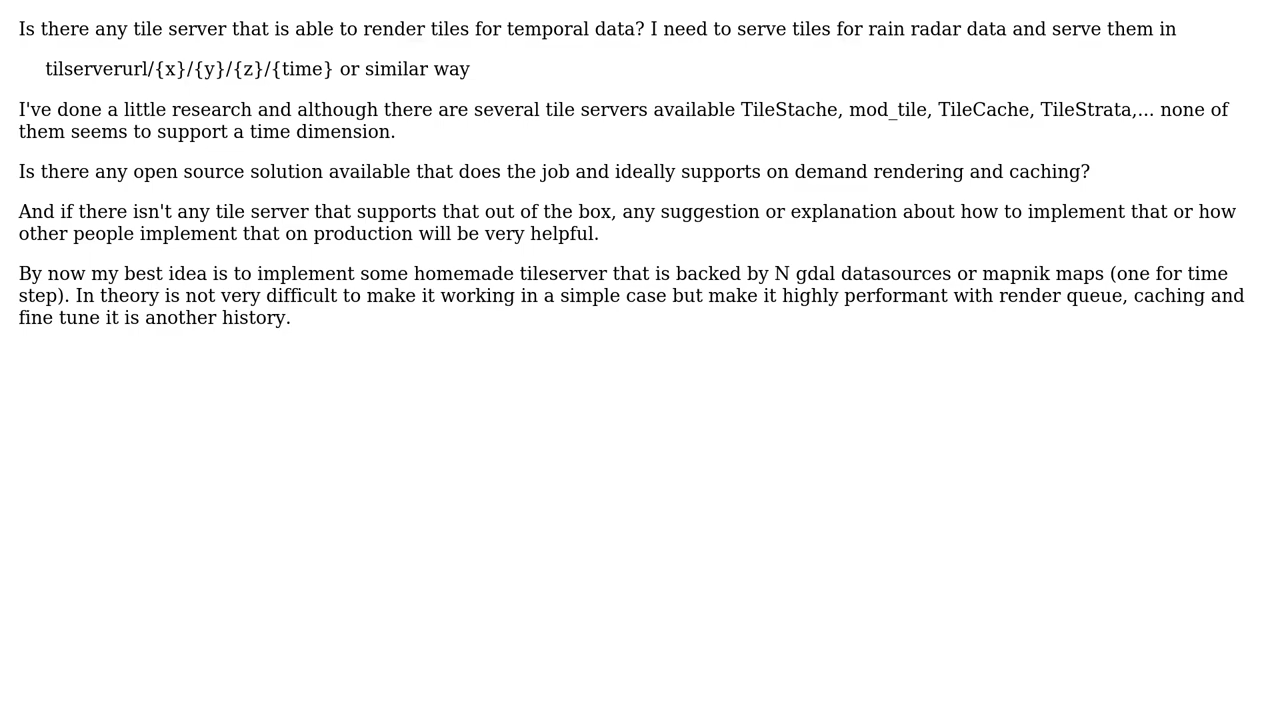 Is there any tile server that is able to render tiles for temporal data? I need to serve tiles for rain radar data and serve them in
tilserverurl/{x}/{y}/{z}/{time} or similar way
I've done a little research and although there are several tile servers available TileStache, mod_tile, TileCache, TileStrata,... none of
them seems to support a time dimension.
Is there any open source solution available that does the job and ideally supports on demand rendering and caching?
And if there isn't any tile server that supports that out of the box, any suggestion or explanation about how to implement that or how
other people implement that on production will be very helpful.
By now my best idea is to implement some homemade tileserver that is backed by N gdal datasources or mapnik maps (one for time
step). In theory is not very difficult to make it working in a simple case but make it highly performant with render queue, caching and
fine tune it is another history.